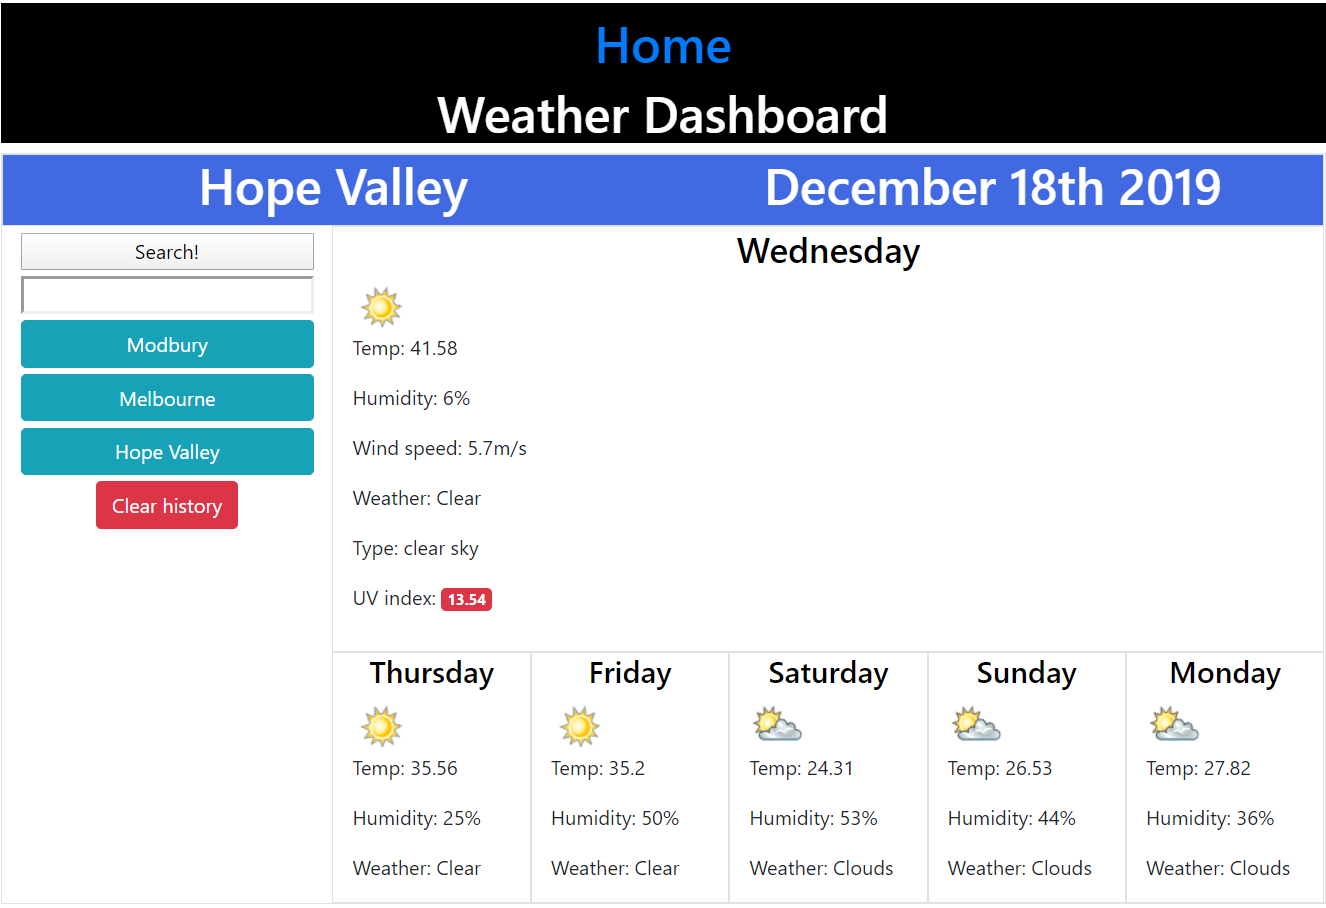 Home
Weather Dashboard
Hope Valley
December 18th 2019
Search!
Modbury
Melbourne
Hope Valley
Clear history
Wednesday
Temp: 41.58
Humidity: 6%
Wind speed: 5.7m/s
Weather: Clear
Type: clear sky
UV index: 13.54
Thursday
Temp: 35.56
Humidity: 25%
Weather: Clear
Friday
Temp: 35.2
Humidity: 50%
Weather: Clear
Saturday
Temp: 24.31
Humidity: 53%
Weather: Clouds
Sunday
Temp: 26.53
Humidity: 44%
Weather: Clouds
Monday
Temp: 27.82
Humidity: 36%
Weather: Clouds